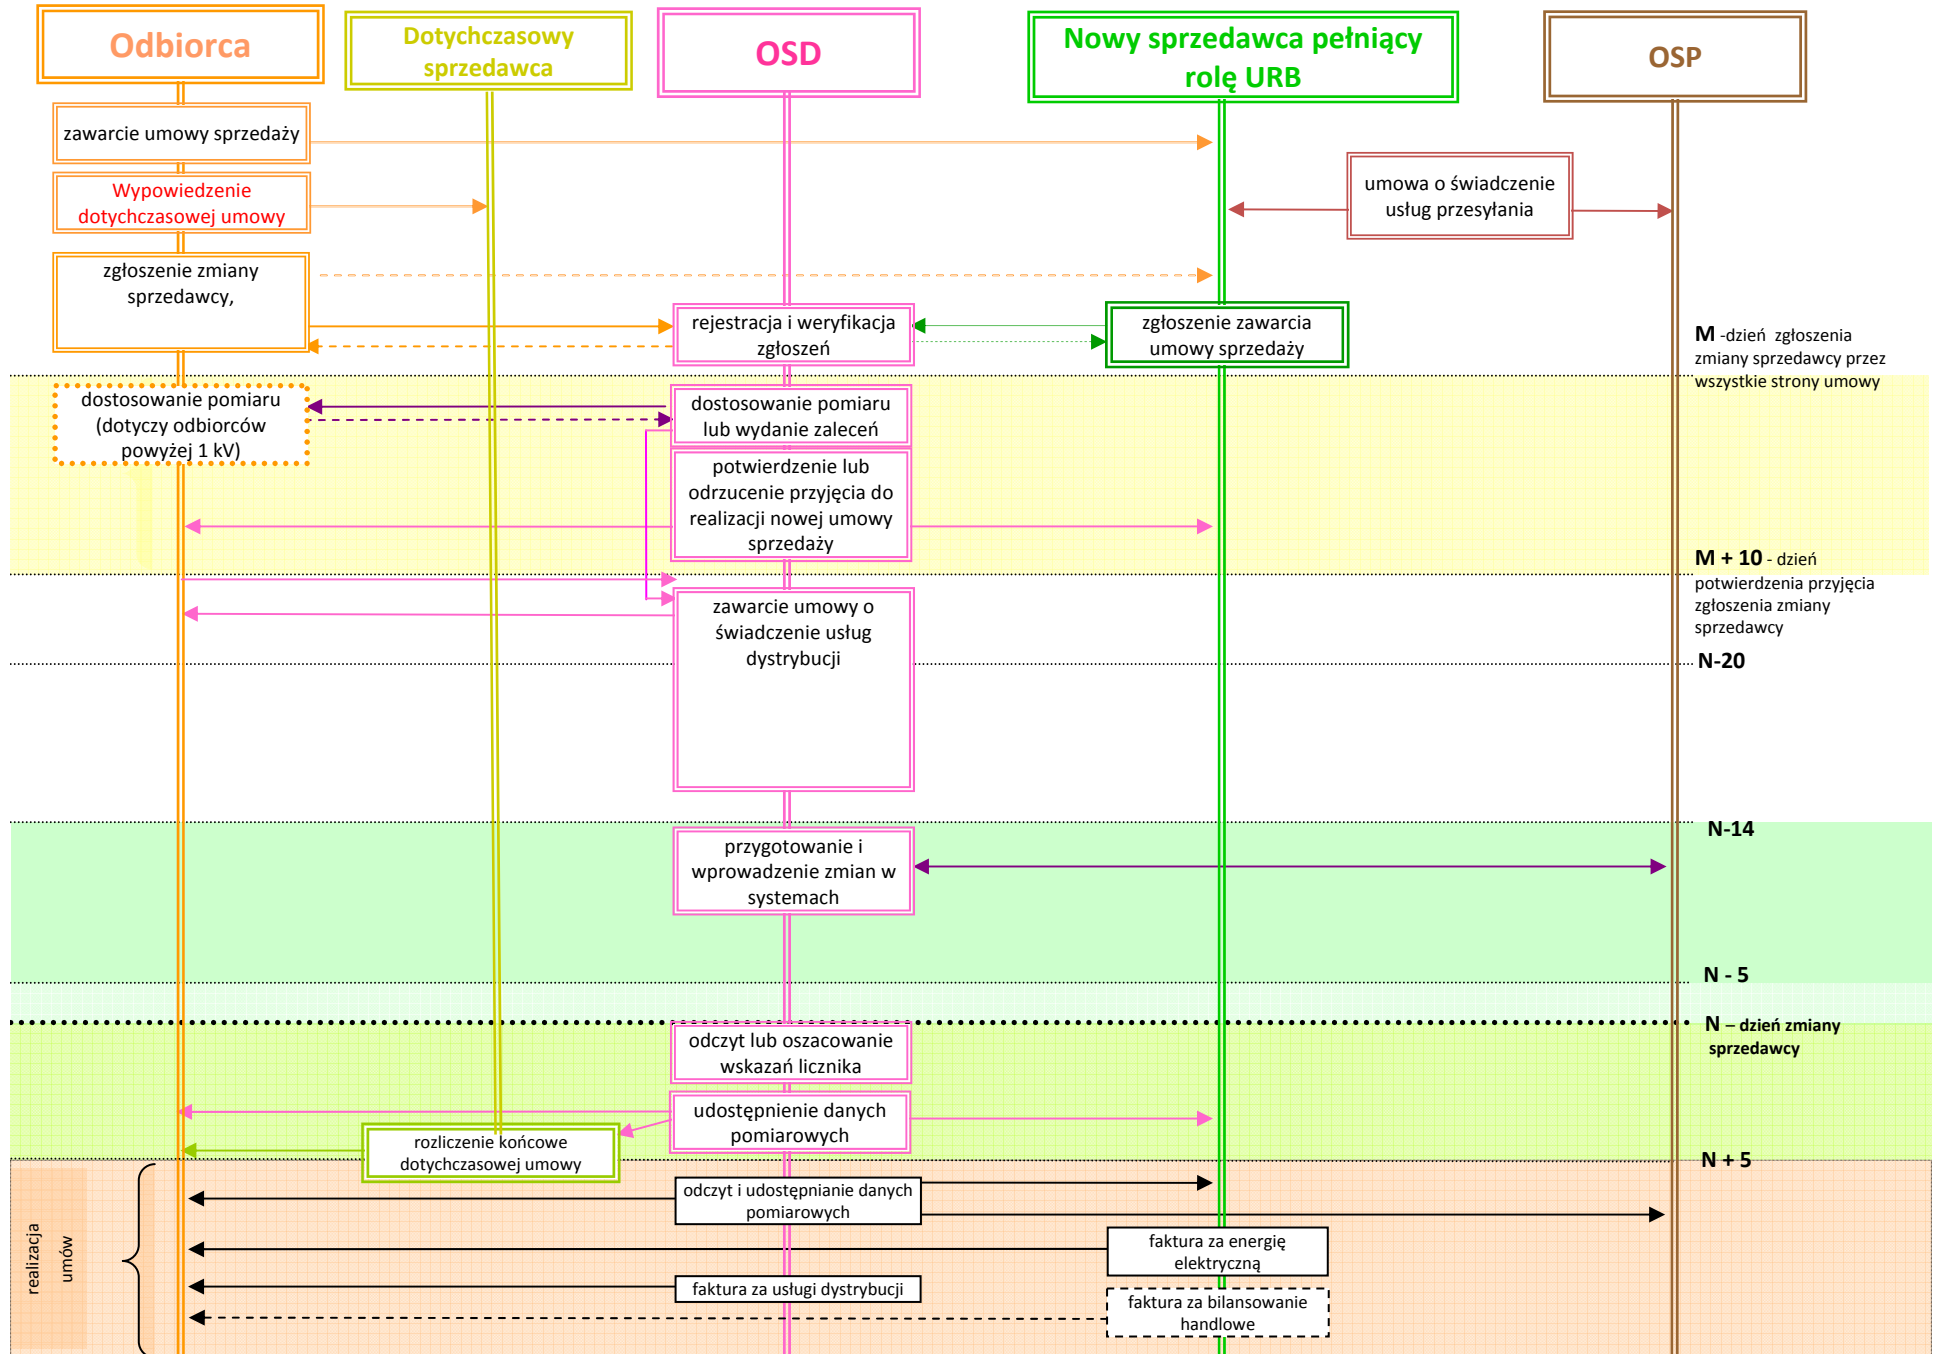 Odbiorca
Dotychczasowy
sprzedawca
OSD
Nowy sprzedawca pełniący
rolę URB
OSP
zawarcie umowy sprzedaży
Wypowiedzenie
dotychczasowej umowy
umowa o świadczenie
usług przesyłania
zgłoszenie zmiany
sprzedawcy,
rejestracja i weryfikacja
zgłoszeń
zgłoszenie zawarcia
umowy sprzedaży
M -dzień zgłoszenia
zmiany sprzedawcy przez
wszystkie strony umowy
dostosowanie pomiaru
(dotyczy odbiorców
powyżej 1 kV)
dostosowanie pomiaru
lub wydanie zaleceń
potwierdzenie lub
odrzucenie przyjęcia do
realizacji nowej umowy
sprzedaży
M + 10 - dzień
potwierdzenia przyjęcia
zgłoszenia zmiany
sprzedawcy
zawarcie umowy o
świadczenie usług
dystrybucji
N-20
N-14
przygotowanie i
wprowadzenie zmian w
systemach
N - 5
N – dzień zmiany
sprzedawcy
odczyt lub oszacowanie
wskazań licznika
udostępnienie danych
pomiarowych
rozliczenie końcowe
dotychczasowej umowy
N + 5
realizacja
umów
odczyt i udostępnianie danych
pomiarowych
faktura za energię
elektryczną
faktura za usługi dystrybucji
faktura za bilansowanie
handlowe